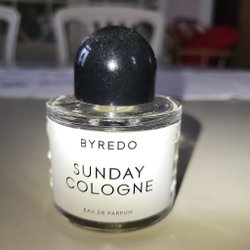 BYREDO
SUNDAY
COLOGNE
EAU DE PARFUM